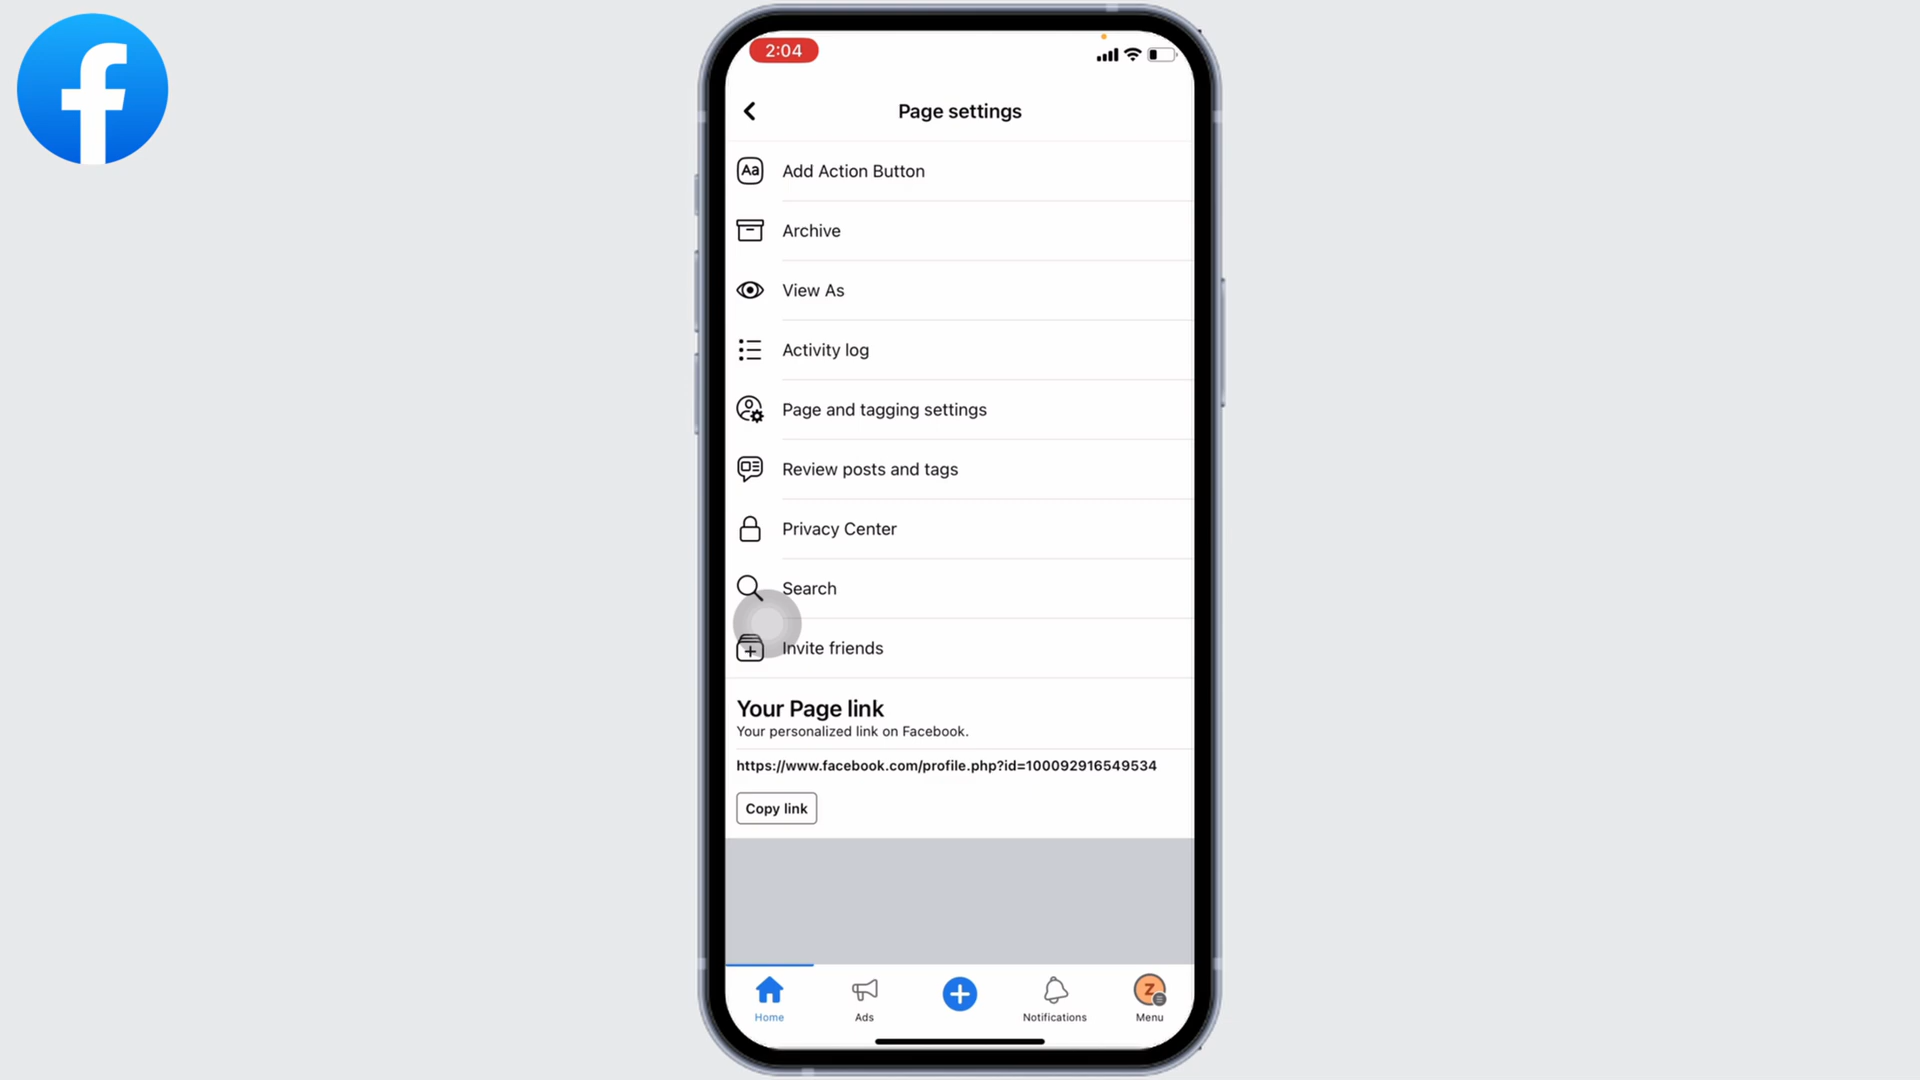 2:04
Page settings
Aa
Add Action Button
Archive
View As
Activity log
Page and tagging settings
Review posts and tags
Privacy Center
Search
Invite friends
Your Page link
Your personalized link on Facebook.
https://www.facebook.com/profile.php?id=100092916549534
Copy link
Z
Home
Ads
Notifications
Menu